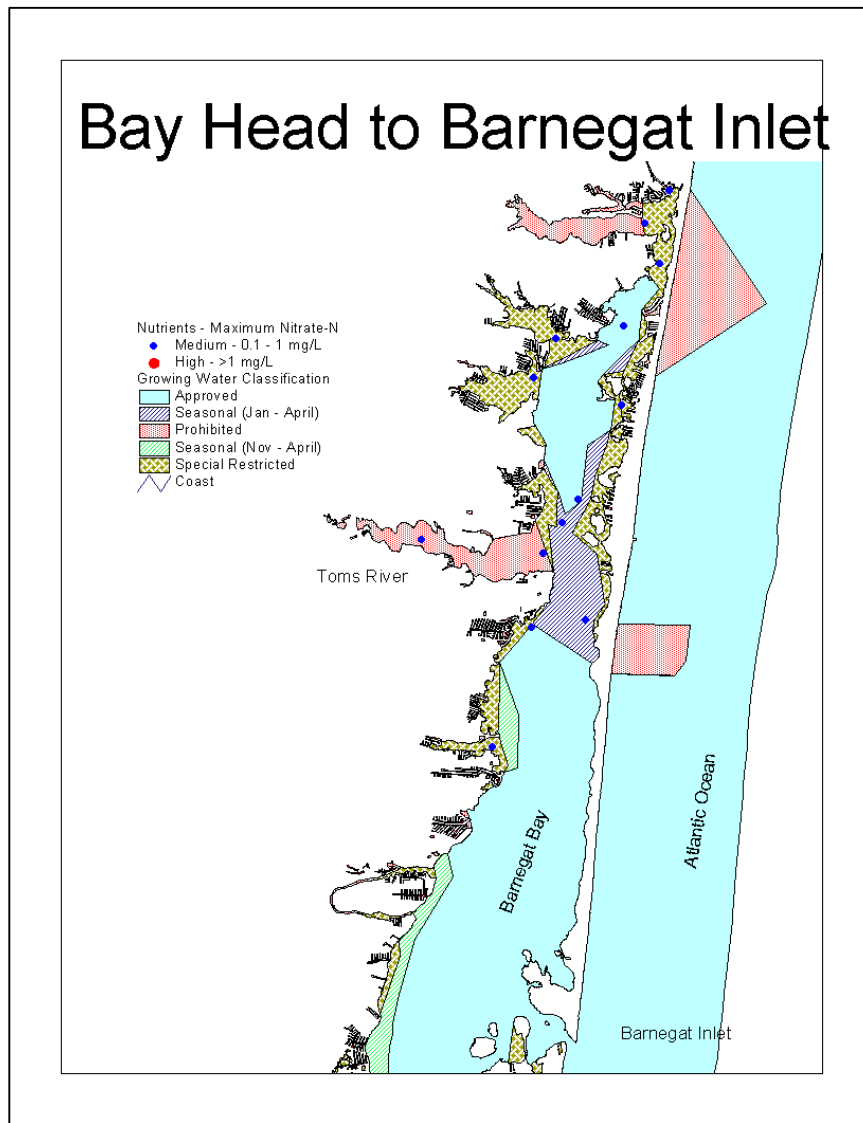 Bay Head to Barnegat Inlet
Nutrients - Maximum Nitrate-N
Medium - 0.1 - 1 mg/L
High - >1 mg/L
Growing Water Classification
Approved
Seasonal (Jan - April)
Prohibited
Seasonal (Nov - April)
Special Restricted
Coast
Toms River
Atlantic Ocean
Barnegat Bay
Barnegat Inlet